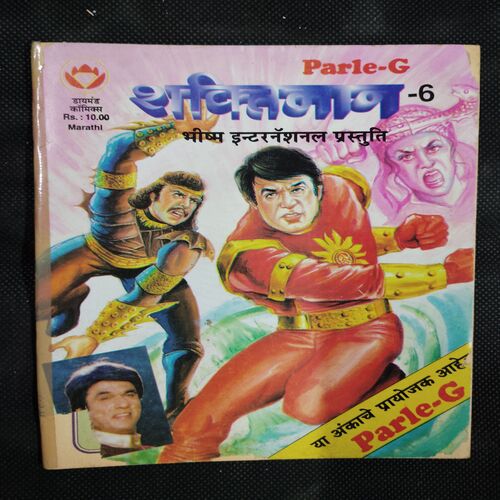 Parle-G
डायमंड
कॉमिक्स
Rs. : 10.00
Marathi
शक्तिमान -6
भीष्म इन्टरनॅशनल प्रस्तुति
या अंकाचे प्रायोजक आहेत
Parle-G